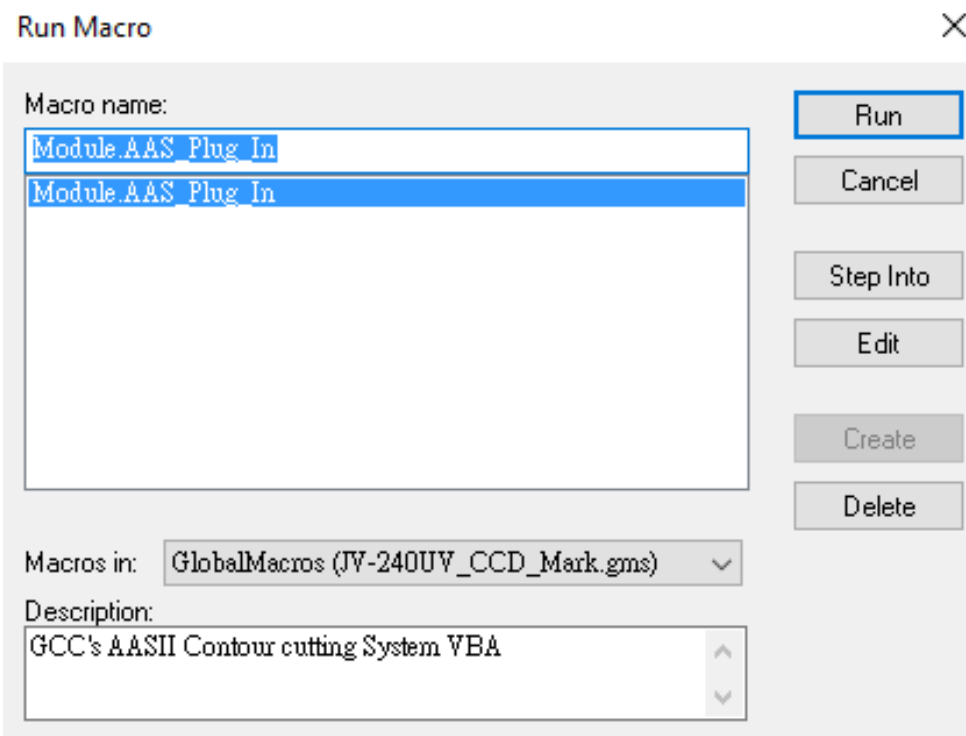 Run Macro
Macro name:
Module.AAS_Plug_In
Module.AAS_Plug_In
Run
Cancel
Step Into
Edit
Create
Delete
Macros in: GlobalMacros (JV-240UV_CCD_Mark.gms)
Description:
GCC's AASII Contour cutting System VBA